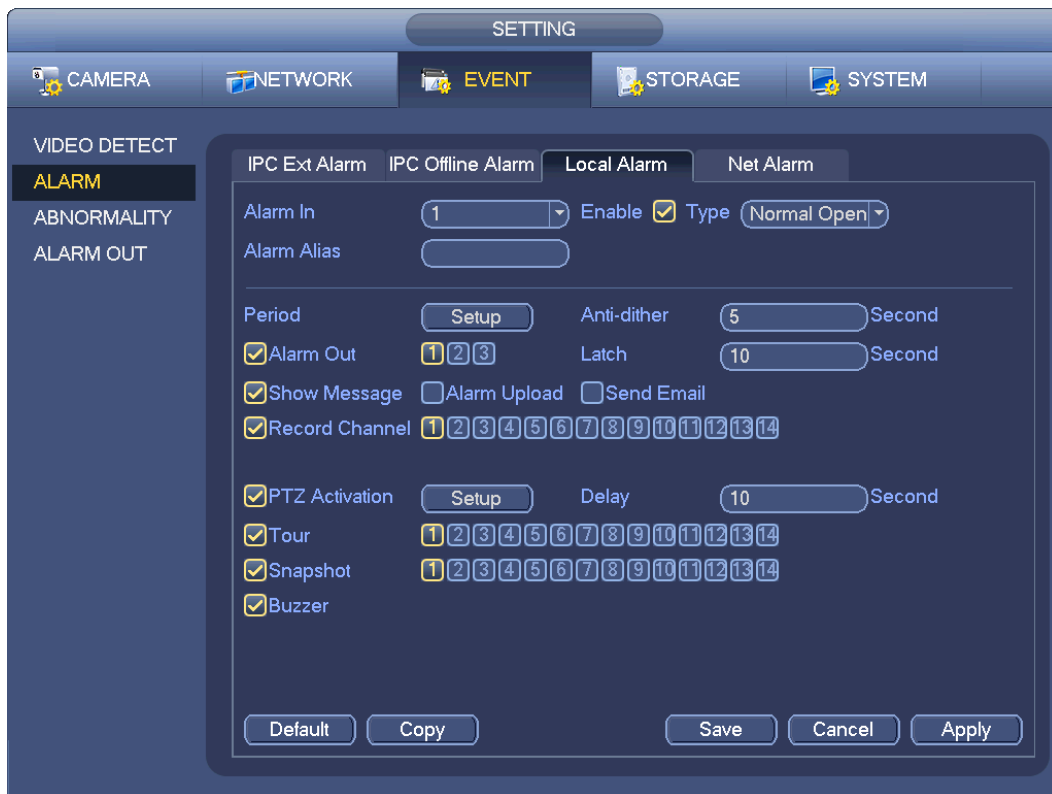 SETTING
CAMERA NETWORK EVENT STORAGE SYSTEM
VIDEO DETECT
ALARM
ABNORMALITY
ALARM OUT
IPC Ext Alarm IPC Offline Alarm Local Alarm Net Alarm
Alarm In 1 Enable Type Normal Open
Alarm Alias
Period Setup Anti-dither 5 Second
Alarm Out 1 2 3 Latch 10 Second
Show Message Alarm Upload Send Email
Record Channel 1 2 3 4 5 6 7 8 9 10 11 12 13 14
PTZ Activation Setup Delay 10 Second
Tour 1 2 3 4 5 6 7 8 9 10 11 12 13 14
Snapshot 1 2 3 4 5 6 7 8 9 10 11 12 13 14
Buzzer
Default Copy Save Cancel Apply